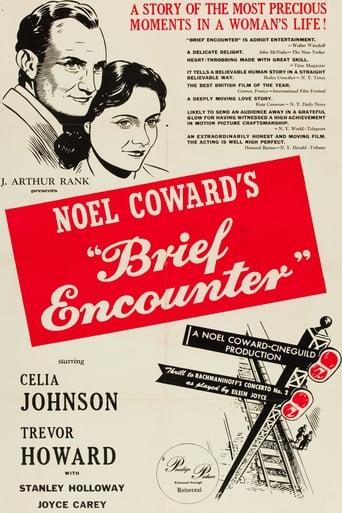 A STORY OF THE MOST PRECIOUS
MOMENTS IN A WOMAN'S LIFE!
"BRIEF ENCOUNTER" IS ADROIT ENTERTAINMENT.
—Walter Winchell
A DELICATE DELIGHT. John McNulty—The New Yorker
HEART-THROBBING MADE WITH GREAT SKILL.
—Time Magazine
IT TELLS A BELIEVABLE HUMAN STORY IN A STRAIGHT
BELIEVABLE WAY. Bosley Crowther—N. Y. Times
THE BEST BRITISH FILM OF THE YEAR.
Cannes, France—International Film Festival
A DEEPLY MOVING LOVE STORY.
Kate Cameron—N. Y. Daily News
LIKELY TO SEND AN AUDIENCE AWAY IN A GRATEFUL
GLOW FOR HAVING WITNESSED A HIGH ACHIEVEMENT
IN MOTION PICTURE CRAFTSMANSHIP.
—N. Y. World-Telegram
AN EXTRAORDINARILY HONEST AND MOVING FILM.
THE ACTING IS WELL NIGH PERFECT.
Howard Barnes—N. Y. Herald-Tribune
J. ARTHUR RANK
presents
NOEL COWARD'S
"Brief
Encounter"
A NOEL COWARD-CINEGUILD
PRODUCTION
Thrill to RACHMANINOFF'S CONCERTO No. 2
as played by EILEEN JOYCE
starring
CELIA
JOHNSON
TREVOR
HOWARD
WITH
STANLEY HOLLOWAY
JOYCE CAREY
Prestige Picture
Released through
Universal